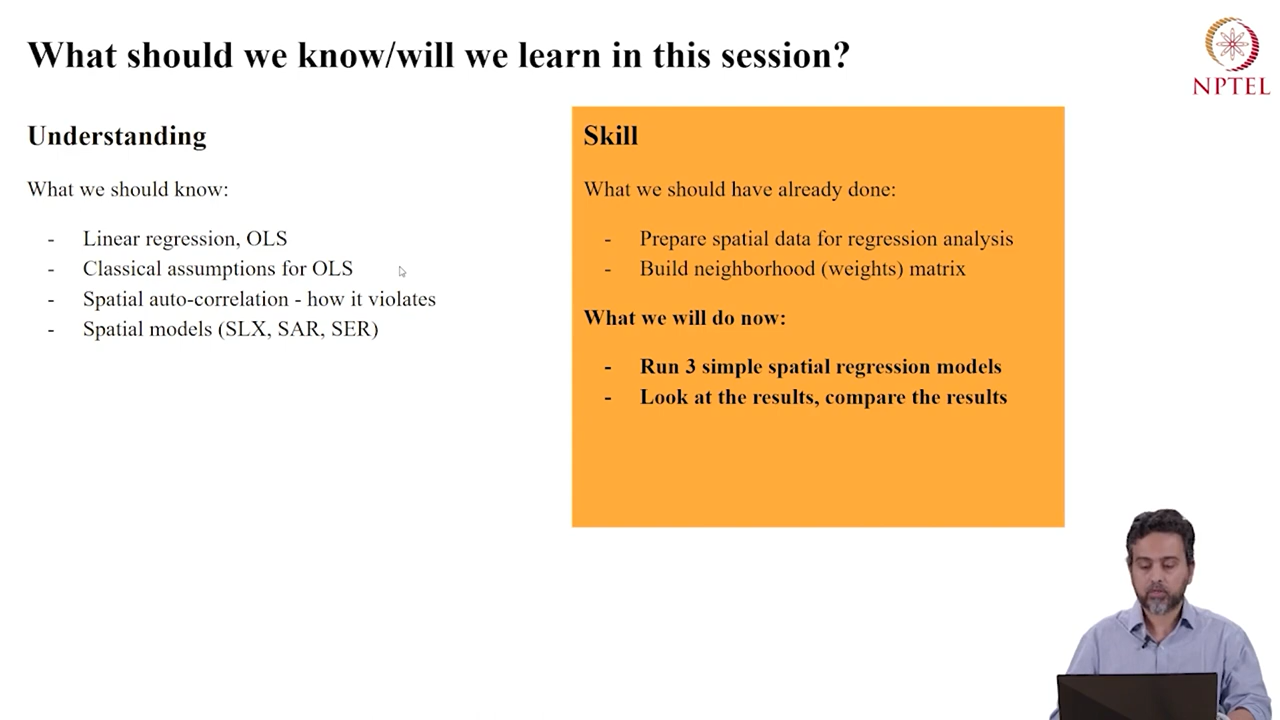 What should we know/will we learn in this session?
NPTEL
Understanding
What we should know:
- Linear regression, OLS
- Classical assumptions for OLS
- Spatial auto-correlation - how it violates
- Spatial models (SLX, SAR, SER)
Skill
What we should have already done:
- Prepare spatial data for regression analysis
- Build neighborhood (weights) matrix
What we will do now:
- Run 3 simple spatial regression models
- Look at the results, compare the results